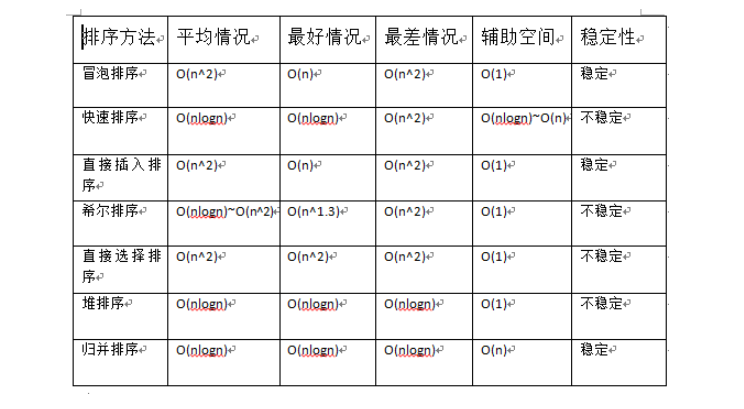 排序方法 平均情况 最好情况 最差情况 辅助空间 稳定性
冒泡排序 O(n^2) O(n) O(n^2) O(1) 稳定
快速排序 O(nlogn) O(nlogn) O(n^2) O(nlogn)~O(n) 不稳定
直接插入排 O(n^2) O(n) O(n^2) O(1) 稳定
序
希尔排序 O(nlogn)~O(n^2) O(n^1.3) O(n^2) O(1) 不稳定
直接选择排 O(n^2) O(n^2) O(n^2) O(1) 不稳定
序
堆排序 O(nlogn) O(nlogn) O(nlogn) O(1) 不稳定
归并排序 O(nlogn) O(nlogn) O(nlogn) O(n) 稳定